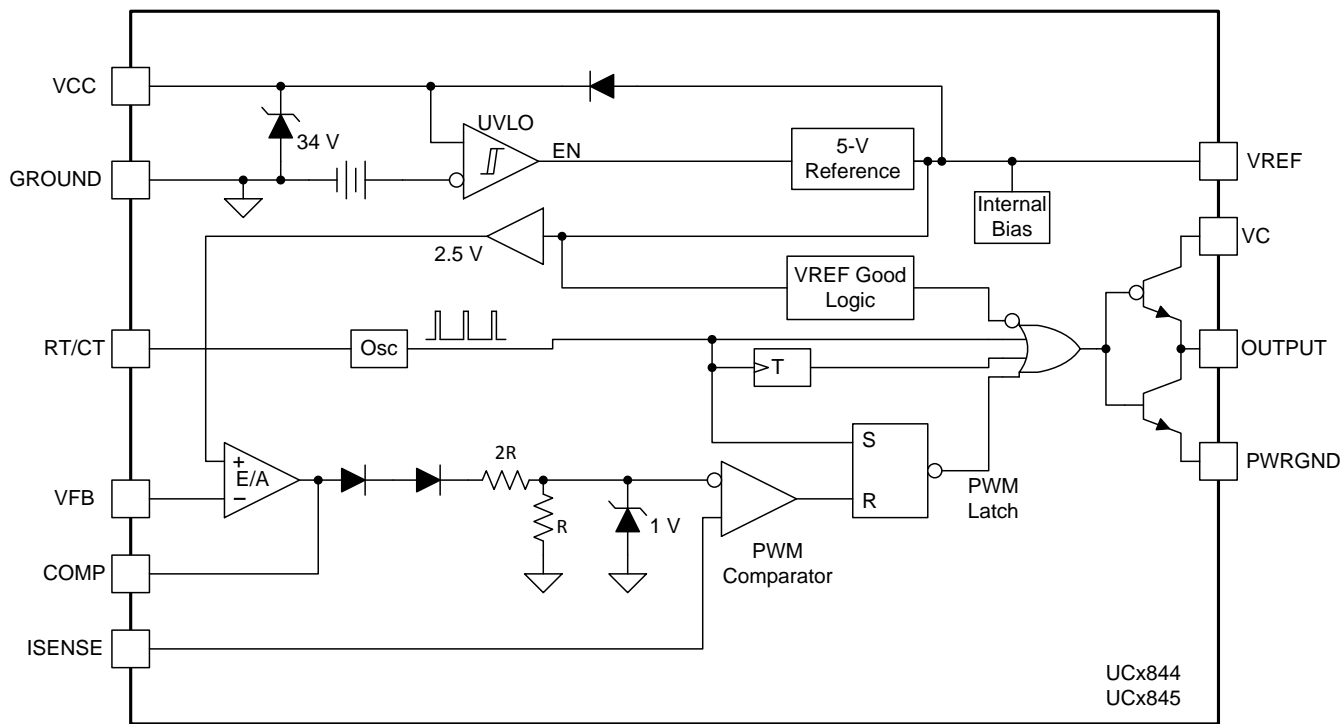 VCC
34 V
UVLO
EN
5-V
Reference
VREF
GROUND
Internal
Bias
VC
2.5 V
VREF Good
Logic
RT/CT
Osc
T
OUTPUT
+
E/A
−
2R
R
1 V
S
R
PWM
Latch
PWRGND
VFB
PWM
Comparator
COMP
ISENSE
UCx844
UCx845